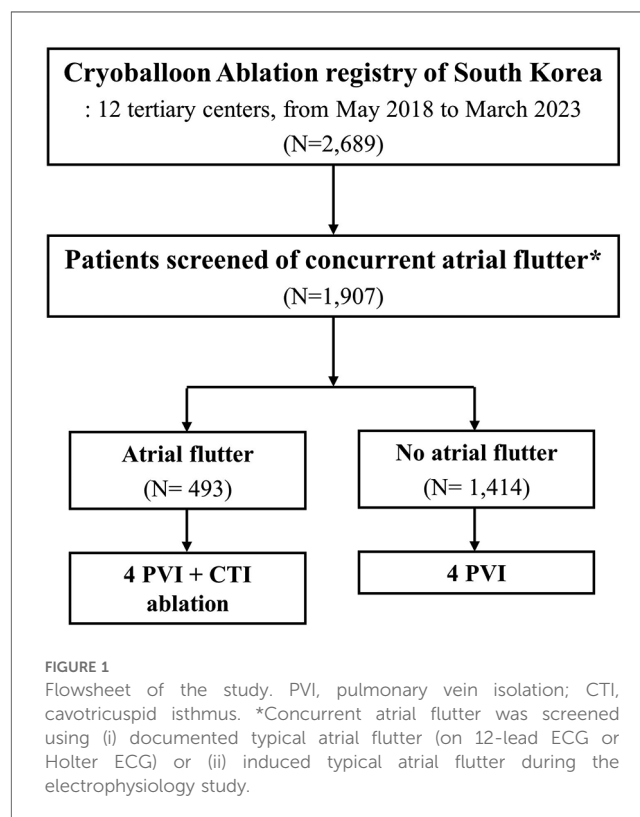 Cryoballoon Ablation registry of South Korea
: 12 tertiary centers, from May 2018 to March 2023
(N=2,689)
Patients screened of concurrent atrial flutter*
(N=1,907)
Atrial flutter
(N= 493)
No atrial flutter
(N= 1,414)
4 PVI + CTI
ablation
4 PVI
FIGURE 1
Flowsheet of the study. PVI, pulmonary vein isolation; CTI,
cavotricuspid isthmus. *Concurrent atrial flutter was screened
using (i) documented typical atrial flutter (on 12-lead ECG or
Holter ECG) or (ii) induced typical atrial flutter during the
electrophysiology study.